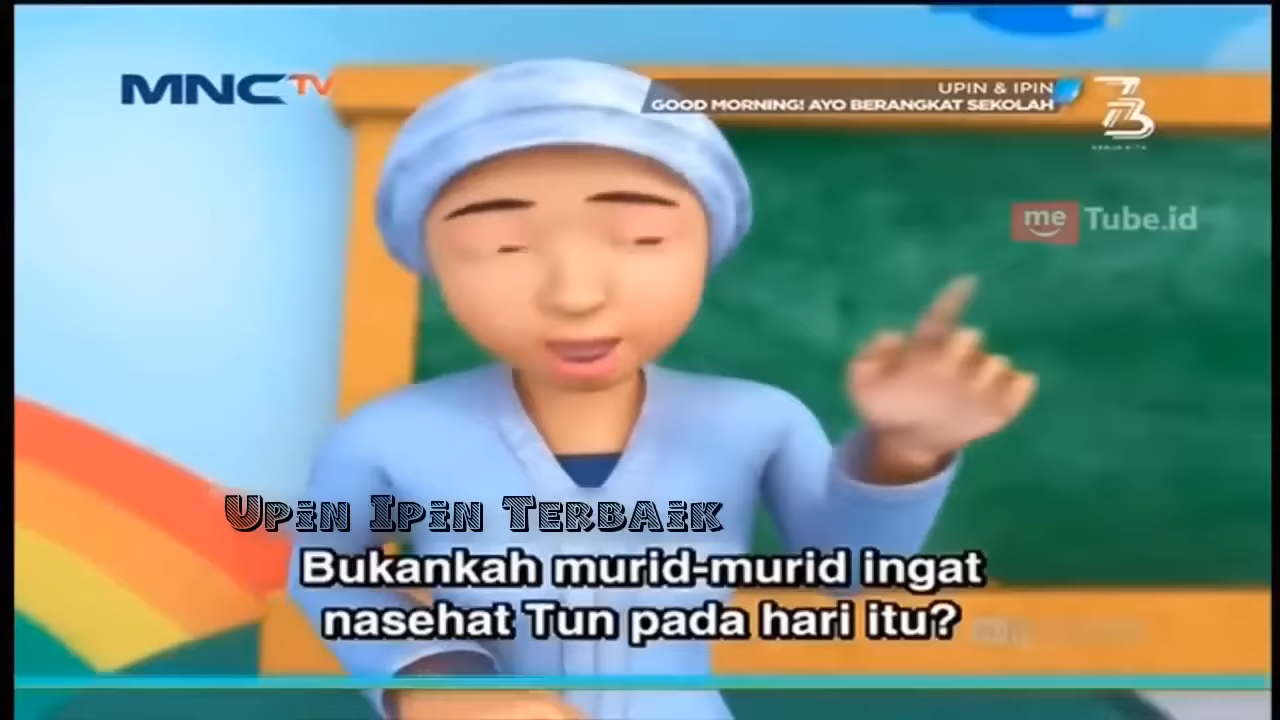 MNCTV
UPIN & IPIN
GOOD MORNING! AYO BERANGKAT SEKOLAH
me Tube.id
Upin Ipin Terbaik
Bukankah murid-murid ingat
nasehat Tun pada hari itu?